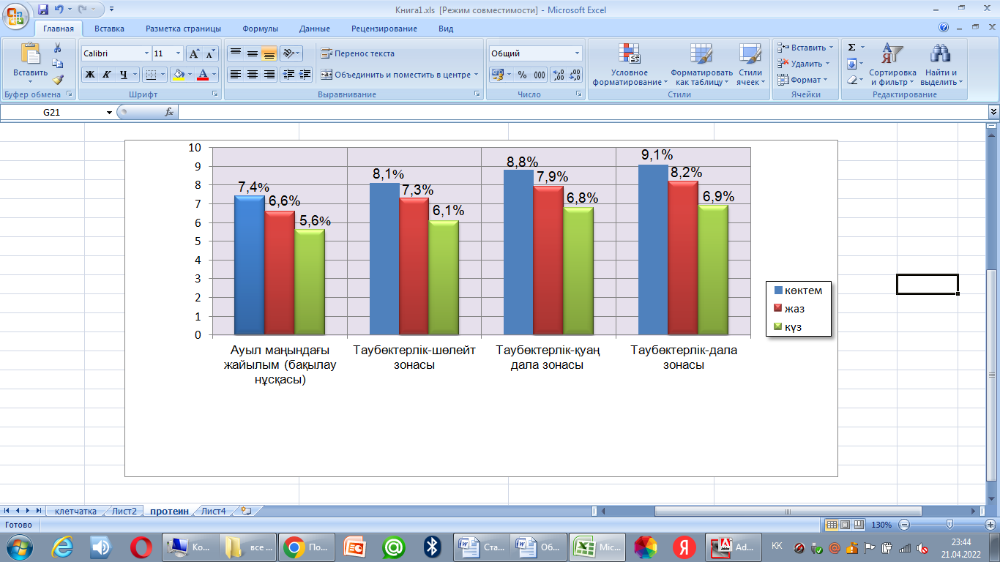 Книга1.xls [Режим совместимости] - Microsoft Excel
Главная Вставка Разметка страницы Формулы Данные Рецензирование Вид
Вставить
Буфер обмена
Calibri 11
Ж К Ч
Шрифт
Перенос текста
Объединить и поместить в центре
Выравнивание
Общий
% 000
Число
Условное форматирование
Форматировать как таблицу
Стили ячеек
Стили
Вставить
Удалить
Формат
Ячейки
Σ
Сортировка и фильтр
Найти и выделить
Редактирование
G21 fx
10
9
8
7
6
5
4
3
2
1
0
7,4% 6,6% 5,6%
8,1% 7,3% 6,1%
8,8% 7,9% 6,8%
9,1% 8,2% 6,9%
Ауыл маңындағы
жайылым (бақылау
нұсқасы)
Таубөктерлік-шөлейт
зонасы
Таубөктерлік-қуаң
дала зонасы
Таубөктерлік-дала
зонасы
көктем
жаз
күз
клетчатка Лист2 протеин Лист4
Готово 130%
Ко... все ... По... Ста... Об... Mic... Я Ad... KK 23:44
21.04.2022